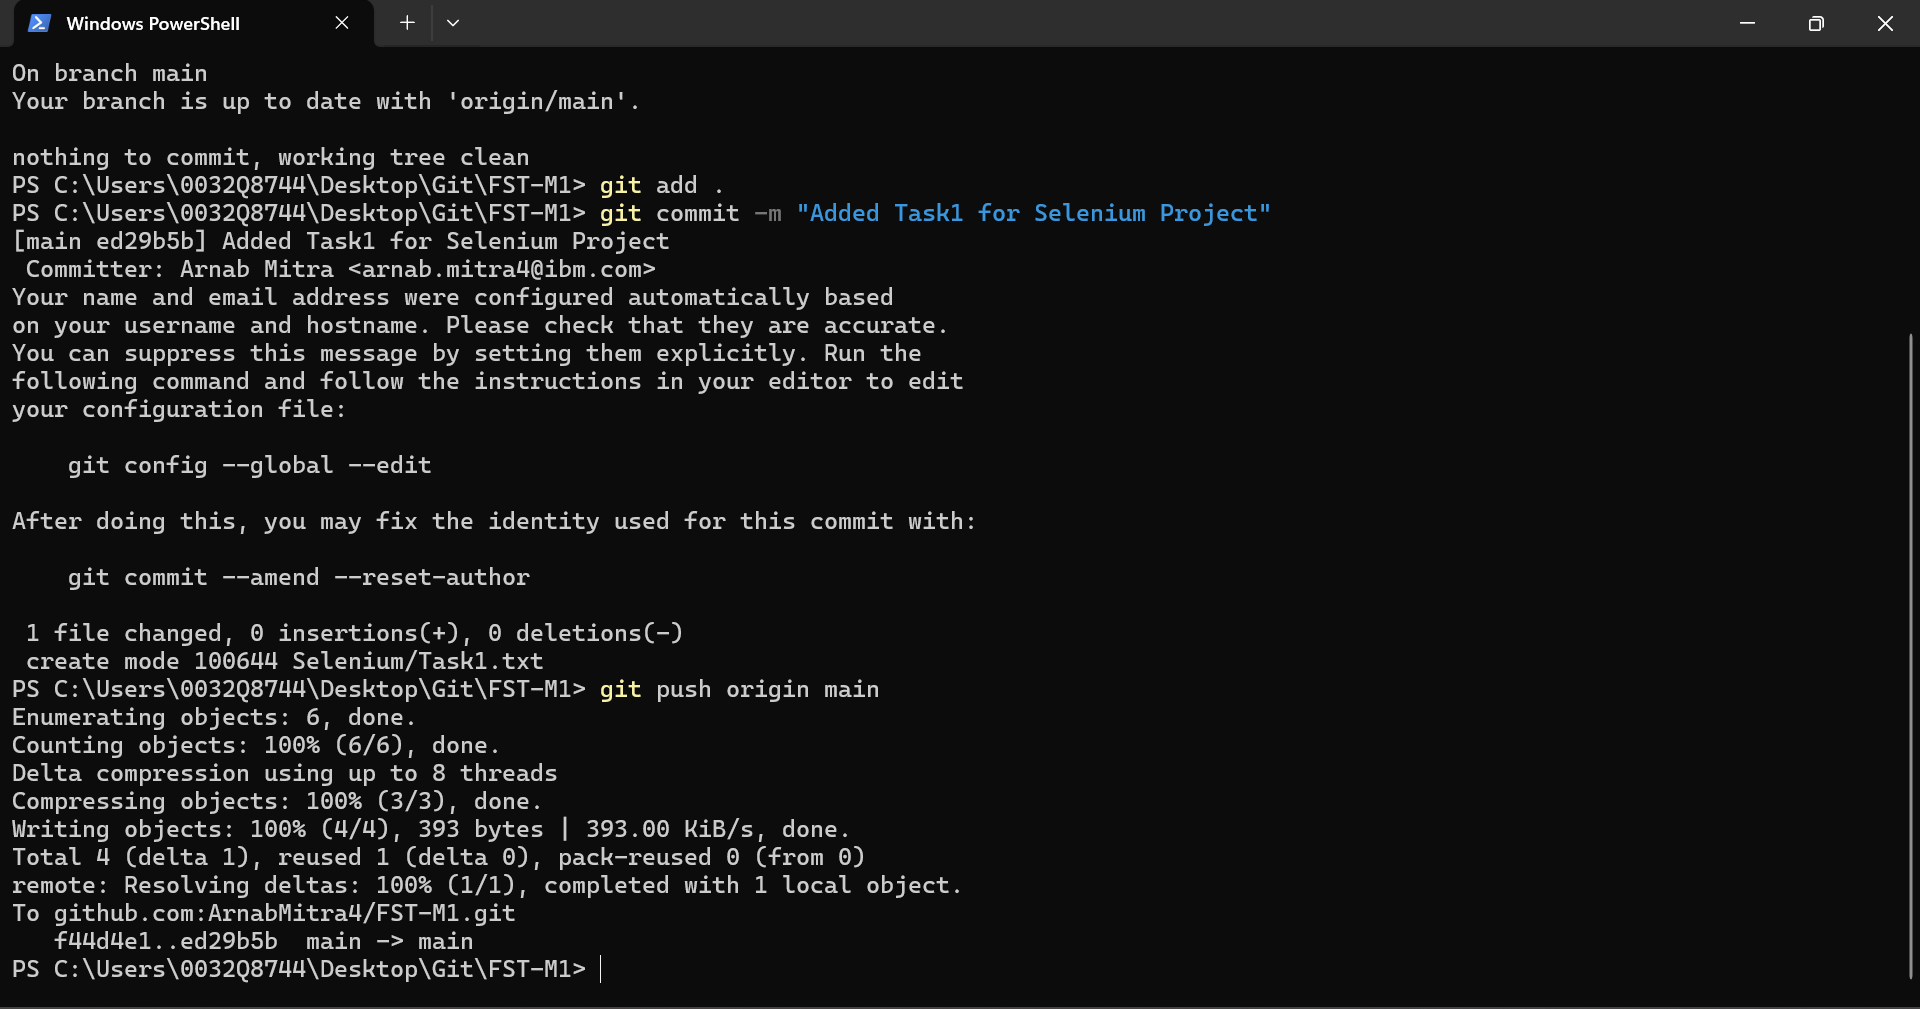 Windows PowerShell
On branch main
Your branch is up to date with 'origin/main'.
nothing to commit, working tree clean
PS C:\Users\0032Q8744\Desktop\Git\FST-M1> git add .
PS C:\Users\0032Q8744\Desktop\Git\FST-M1> git commit -m "Added Task1 for Selenium Project"
[main ed29b5b] Added Task1 for Selenium Project
 Committer: Arnab Mitra <arnab.mitra4@ibm.com>
Your name and email address were configured automatically based
on your username and hostname. Please check that they are accurate.
You can suppress this message by setting them explicitly. Run the
following command and follow the instructions in your editor to edit
your configuration file:
    git config --global --edit
After doing this, you may fix the identity used for this commit with:
    git commit --amend --reset-author
 1 file changed, 0 insertions(+), 0 deletions(-)
 create mode 100644 Selenium/Task1.txt
PS C:\Users\0032Q8744\Desktop\Git\FST-M1> git push origin main
Enumerating objects: 6, done.
Counting objects: 100% (6/6), done.
Delta compression using up to 8 threads
Compressing objects: 100% (3/3), done.
Writing objects: 100% (4/4), 393 bytes | 393.00 KiB/s, done.
Total 4 (delta 1), reused 1 (delta 0), pack-reused 0 (from 0)
remote: Resolving deltas: 100% (1/1), completed with 1 local object.
To github.com:ArnabMitra4/FST-M1.git
   f44d4e1..ed29b5b  main -> main
PS C:\Users\0032Q8744\Desktop\Git\FST-M1>